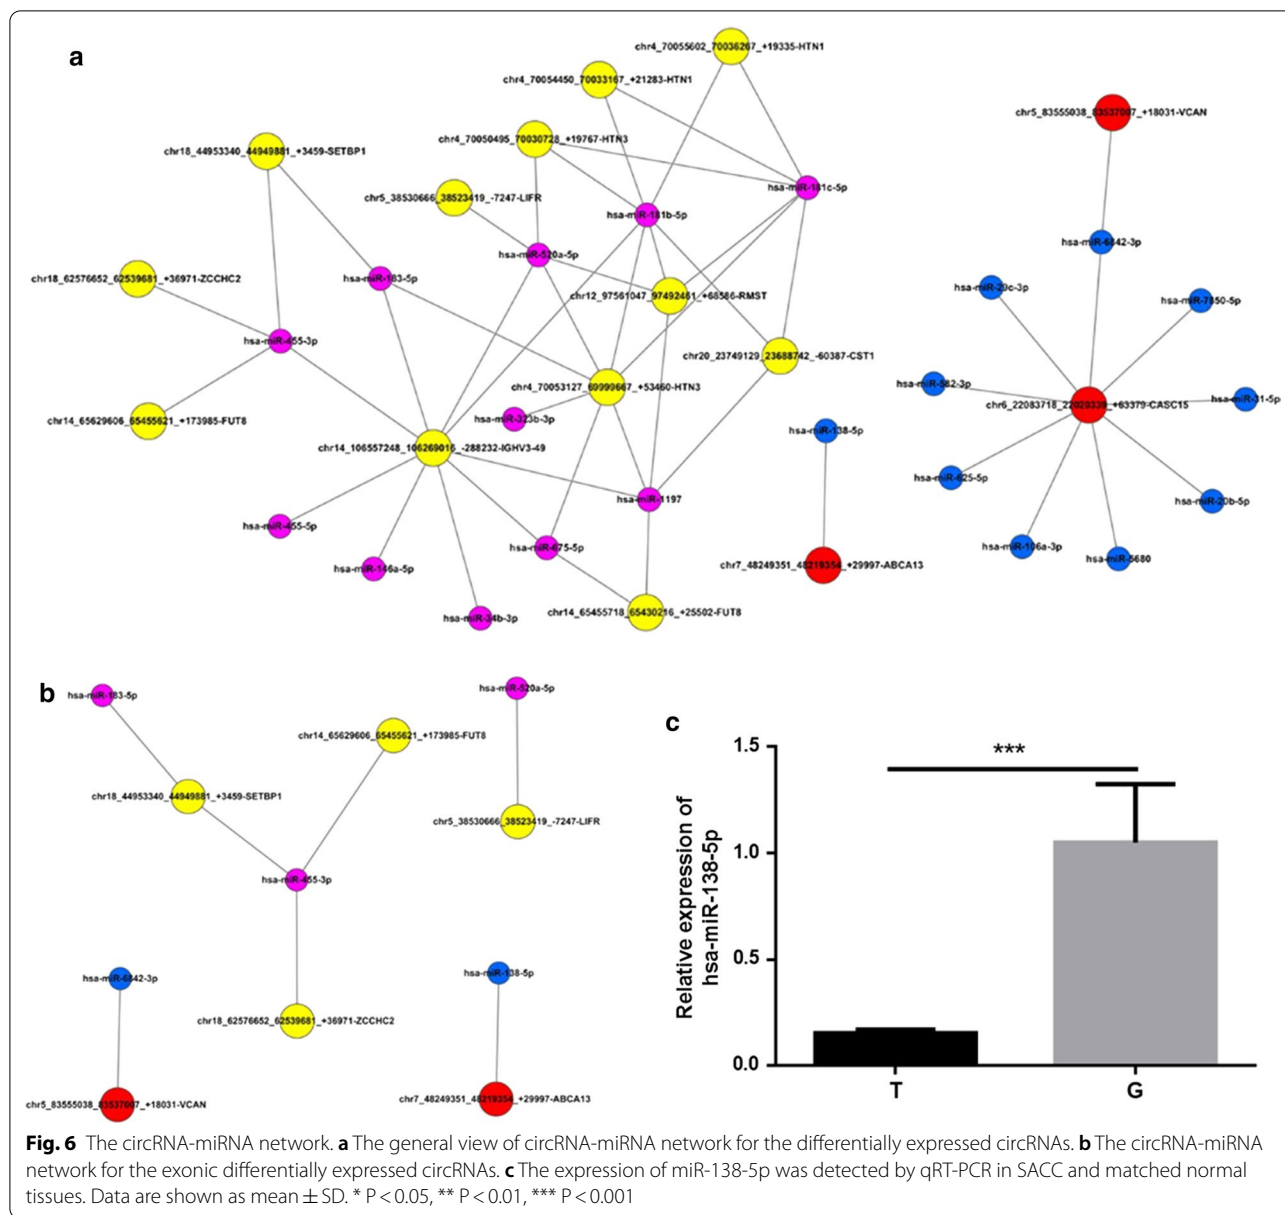 a
chr4_70055602_70036267_+19335-HTN1
chr4_70054450_70033167_+21283-HTN1
chr5_83555038_83537007_+18031-VCAN
chr4_70050495_70030728_+19767-HTN3
chr18_44953340_44949881_+3459-SETBP1
hsa-miR-181c-5p
chr5_38530666_38523419_-7247-LIFR
hsa-miR-181b-5p
hsa-miR-6842-3p
hsa-miR-520a-5p
chr18_62576652_62539681_+36971-ZCCHC2
hsa-miR-183-5p
hsa-miR-29c-3p
chr12_97561047_97492461_+68586-RMST
hsa-miR-7850-5p
hsa-miR-455-3p
chr20_23749129_23688742_-60387-CST1
chr4_70053127_69999667_+53460-HTN3
hsa-miR-582-3p
hsa-miR-31-5p
chr6_22083718_22020339_+63379-CASC15
chr14_65629606_65455621_+173985-FUT8
hsa-miR-323b-3p
hsa-miR-138-5p
chr14_106557248_106269016_-288232-IGHV3-49
hsa-miR-625-5p
hsa-miR-1197
hsa-miR-20b-5p
hsa-miR-455-5p
hsa-miR-675-5p
hsa-miR-106a-3p
hsa-miR-5680
hsa-miR-146a-5p
chr7_48249351_48219354_+29997-ABCA13
chr14_65455718_65430216_+25502-FUT8
hsa-miR-34b-3p
b
hsa-miR-183-5p
hsa-miR-520a-5p
chr14_65629606_65455621_+173985-FUT8
chr18_44953340_44949881_+3459-SETBP1
chr5_38530666_38523419_-7247-LIFR
hsa-miR-455-3p
hsa-miR-6842-3p
hsa-miR-138-5p
chr18_62576652_62539681_+36971-ZCCHC2
chr5_83555038_83537007_+18031-VCAN
chr7_48249351_48219354_+29997-ABCA13
c
Relative expression of
hsa-miR-138-5p
1.5
1.0
0.5
0.0
***
T
G
Fig. 6 The circRNA-miRNA network. a The general view of circRNA-miRNA network for the differentially expressed circRNAs. b The circRNA-miRNA
network for the exonic differentially expressed circRNAs. c The expression of miR-138-5p was detected by qRT-PCR in SACC and matched normal
tissues. Data are shown as mean ± SD. * P < 0.05, ** P < 0.01, *** P < 0.001